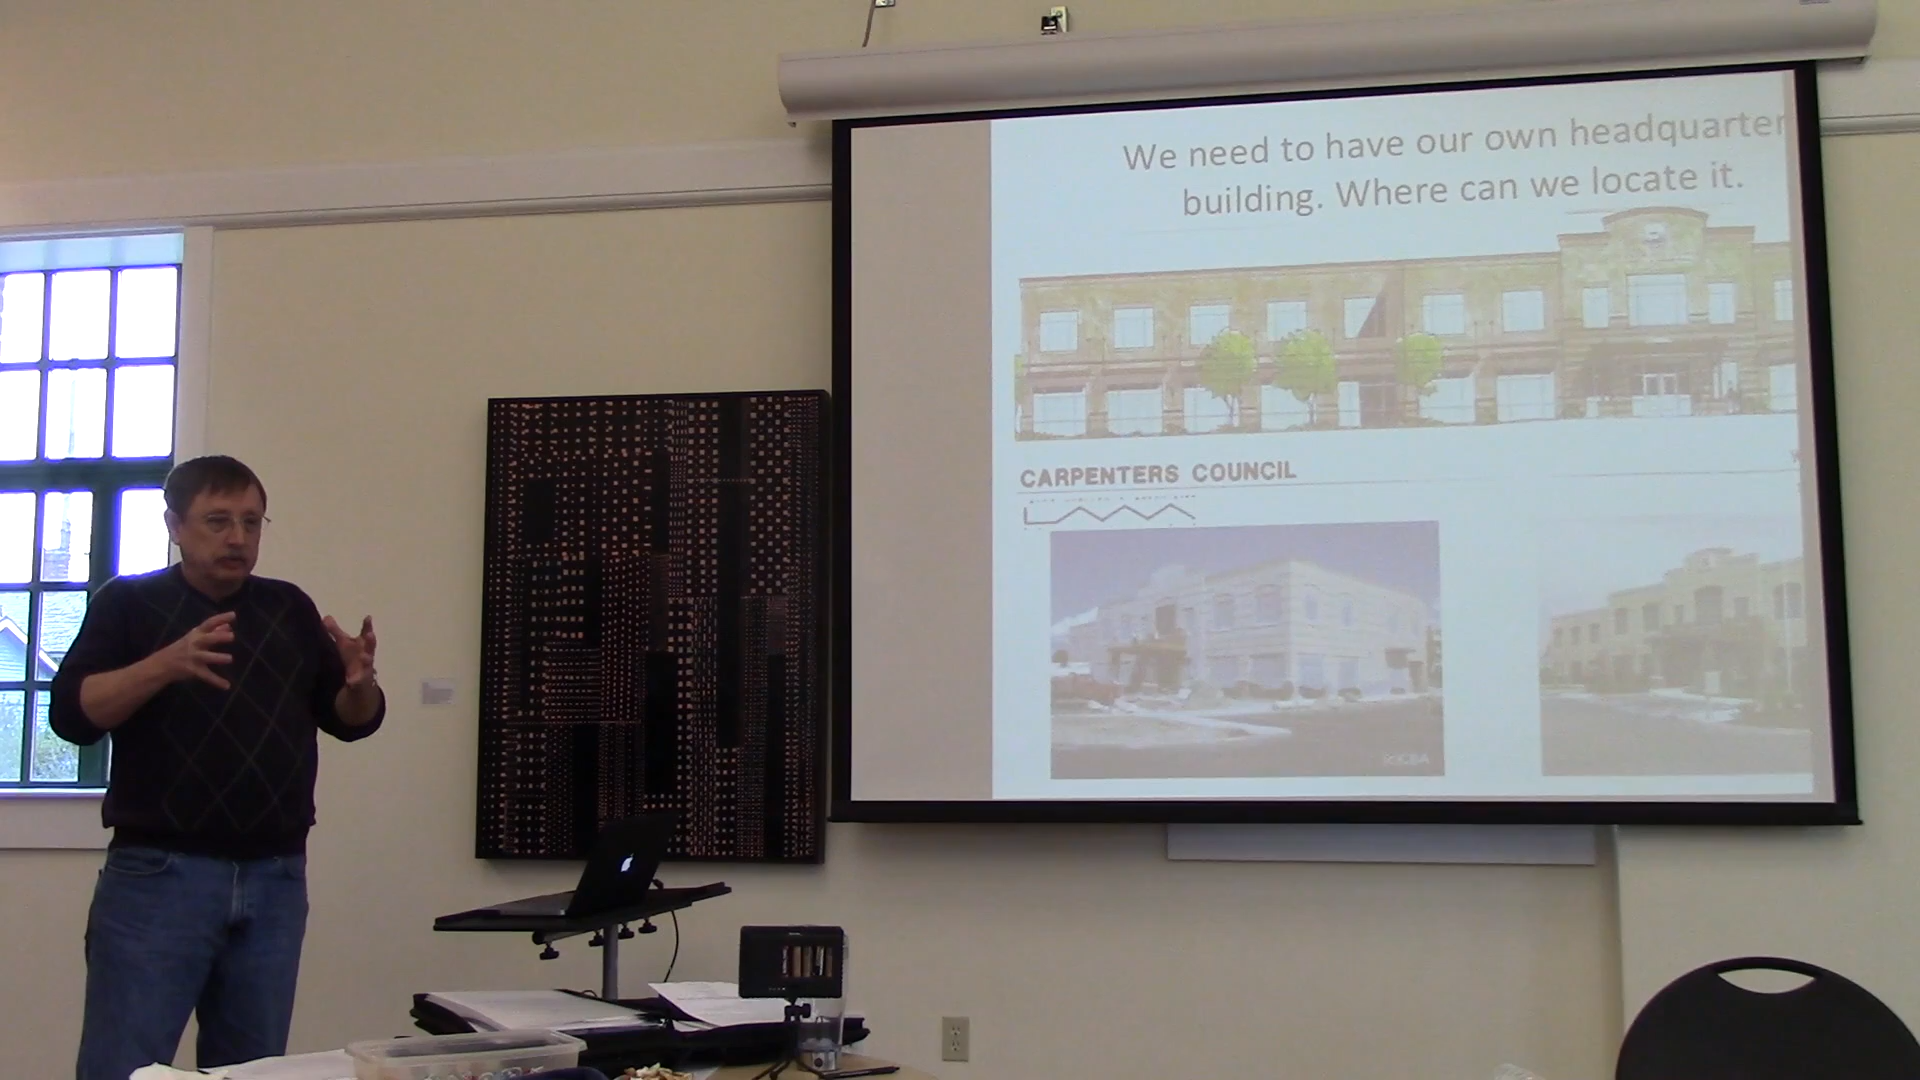 We need to have our own headquarter
building. Where can we locate it.
CARPENTERS COUNCIL